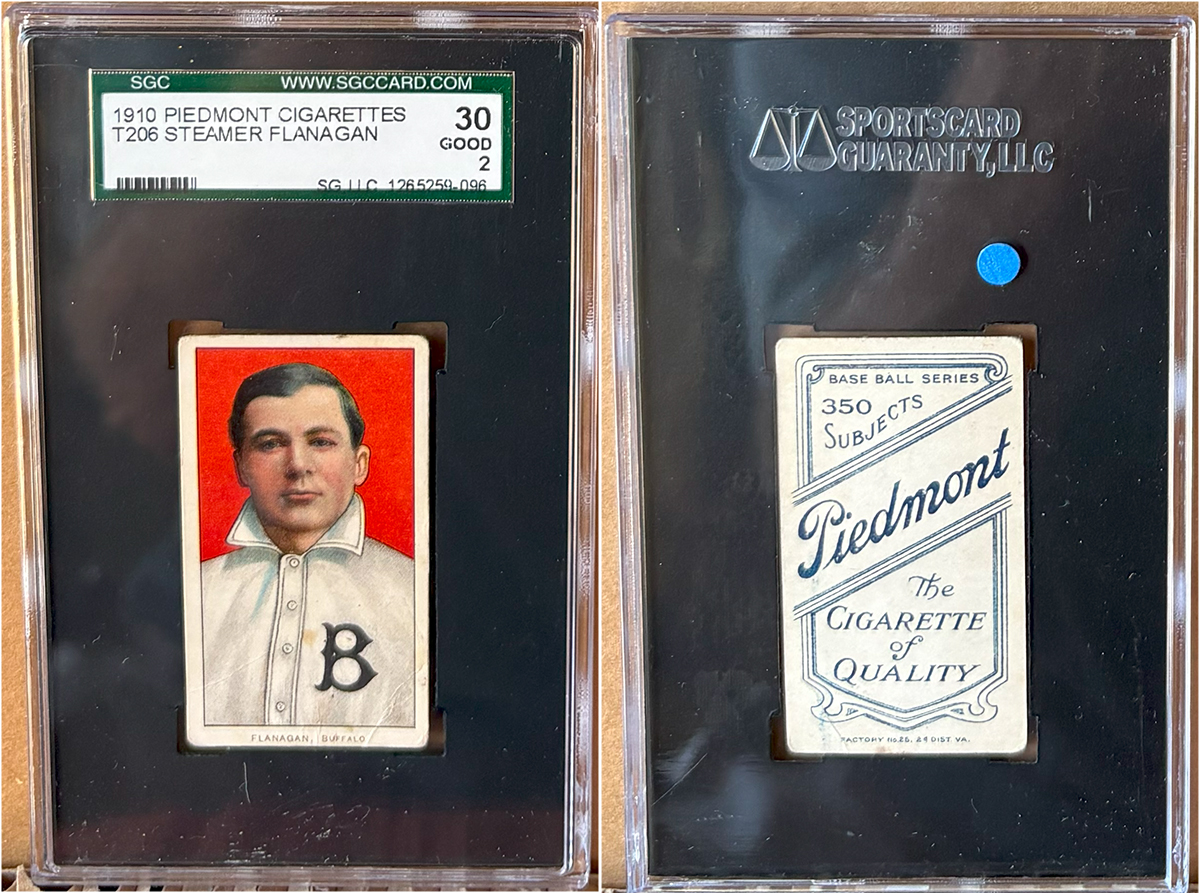 SGC WWW.SGCCARD.COM
1910 PIEDMONT CIGARETTES 30
T206 STEAMER FLANAGAN GOOD
2
SG LLC 1265259-096
B
FLANAGAN, BUFFALO
SPORTSCARD
GUARANTY, LLC
BASE BALL SERIES
350
SUBJECTS
Piedmont
The
CIGARETTE
of
QUALITY
FACTORY No. 25, 2d DIST. VA.